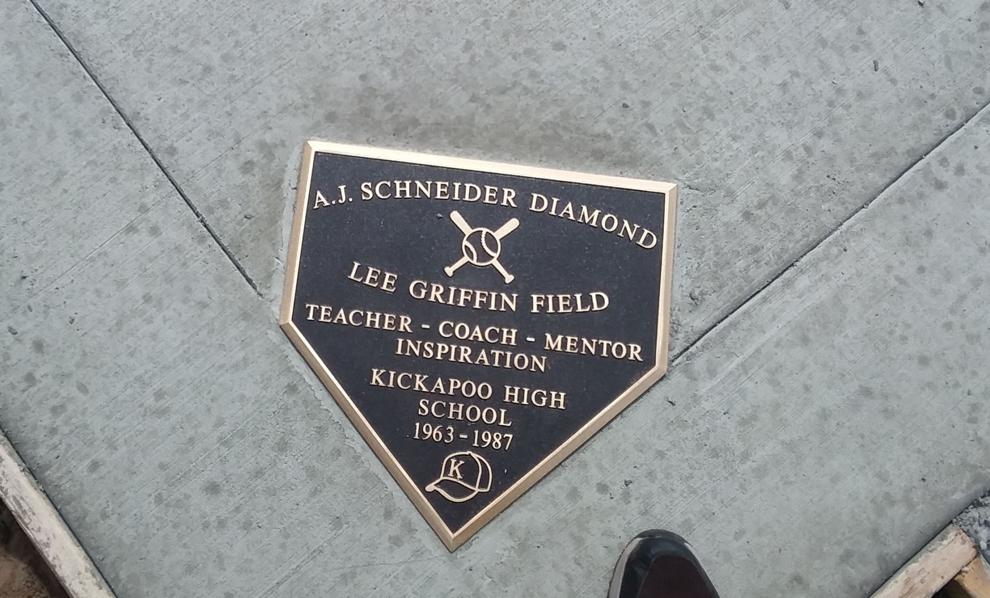 A.J. SCHNEIDER DIAMOND
LEE GRIFFIN FIELD
TEACHER - COACH - MENTOR
INSPIRATION
KICKAPOO HIGH
SCHOOL
1963-1987
K